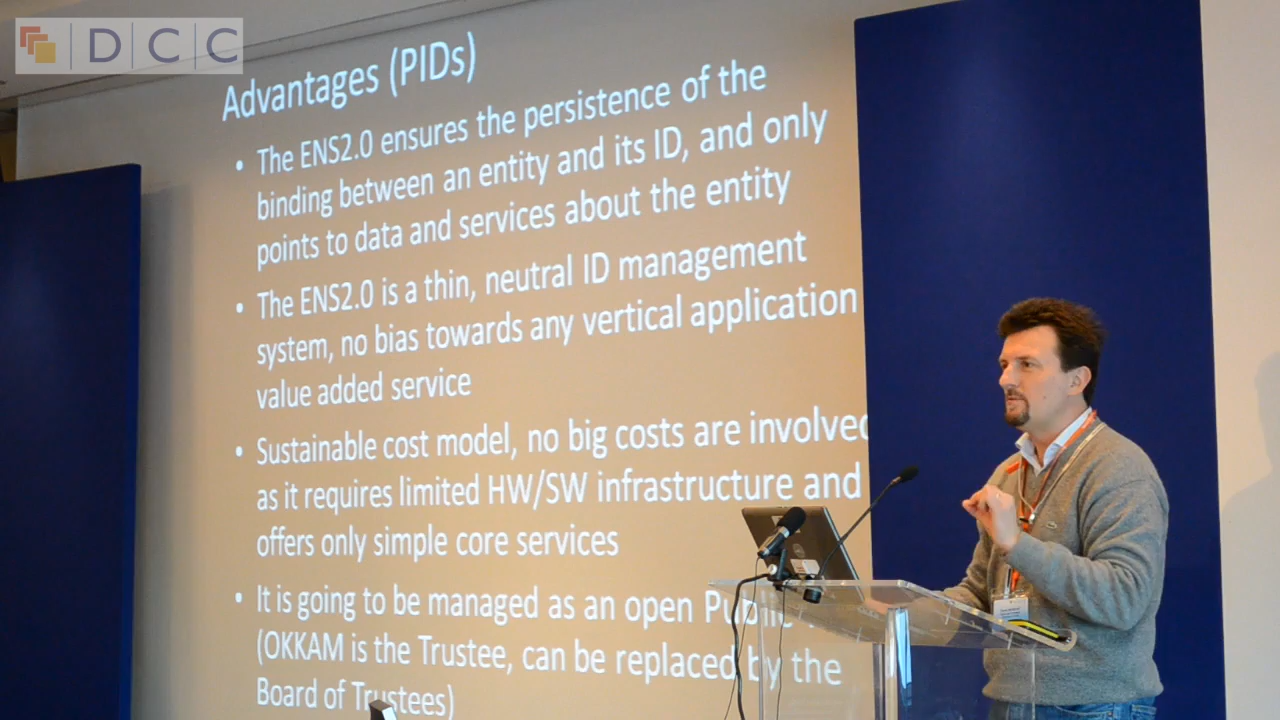 D C C
Advantages (PIDs)
• The ENS2.0 ensures the persistence of the
binding between an entity and its ID, and only
points to data and services about the entity
• The ENS2.0 is a thin, neutral ID management
system, no bias towards any vertical application
value added service
• Sustainable cost model, no big costs are involved
as it requires limited HW/SW infrastructure and
offers only simple core services
• It is going to be managed as an open Public
(OKKAM is the Trustee, can be replaced by the
Board of Trustees)